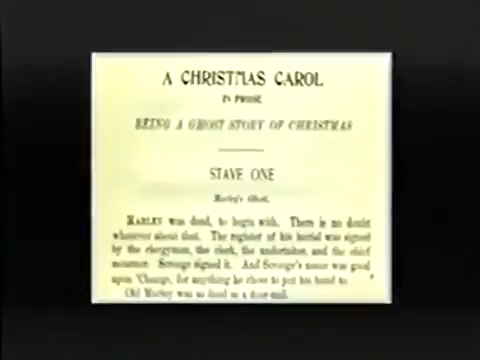 A CHRISTMAS CAROL
IN PROSE
BEING A GHOST STORY OF CHRISTMAS
STAVE ONE
Marley's Ghost.
MARLEY was dead, to begin with. There is no doubt
whatever about that. The register of his burial was signed
by the clergyman, the clerk, the undertaker, and the chief
mourner. Scrooge signed it. And Scrooge's name was good
upon 'Change, for anything he chose to put his hand to.
Old Marley was as dead as a door-nail.